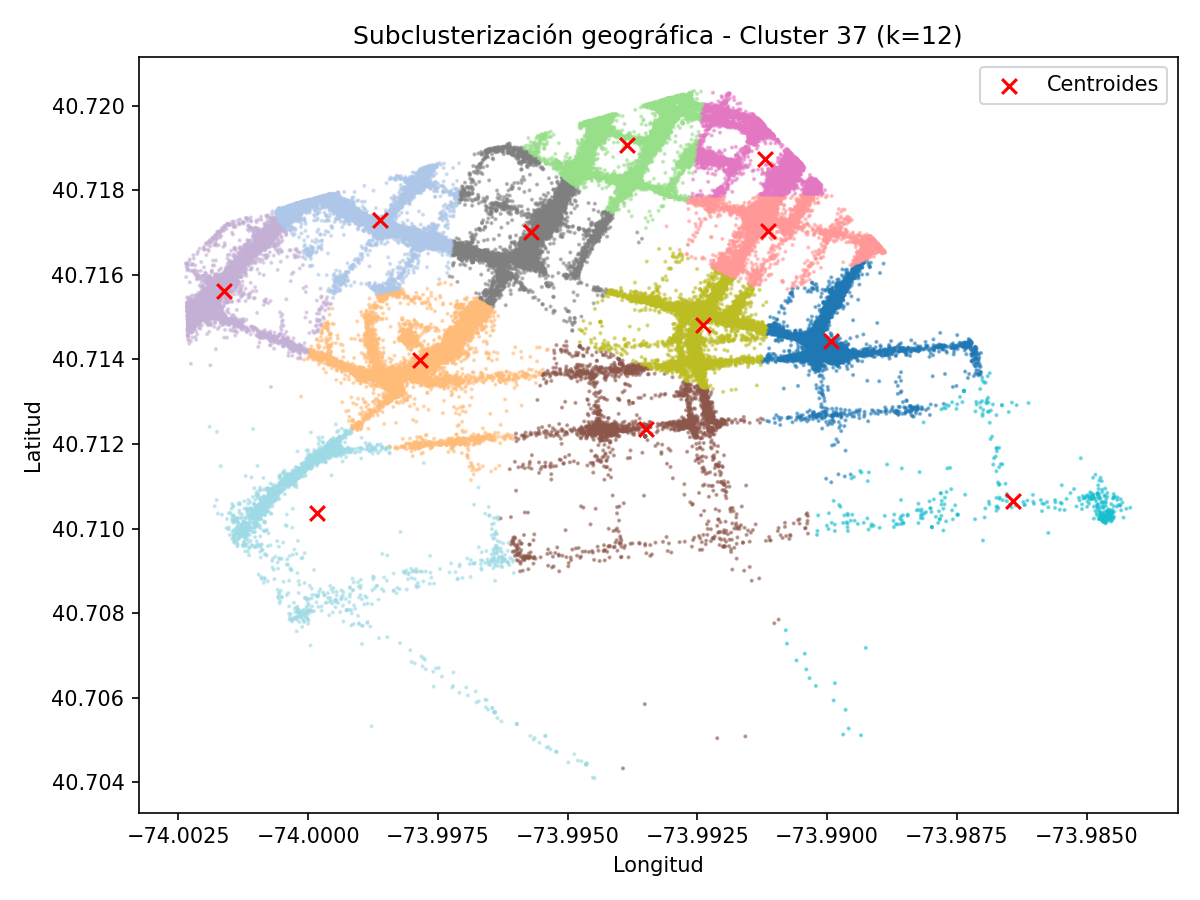 Subclusterización geográfica - Cluster 37 (k=12)
Centroides
40.720
40.718
40.716
40.714
40.712
40.710
40.708
40.706
40.704
Latitud
−74.0025 −74.0000 −73.9975 −73.9950 −73.9925 −73.9900 −73.9875 −73.9850
Longitud